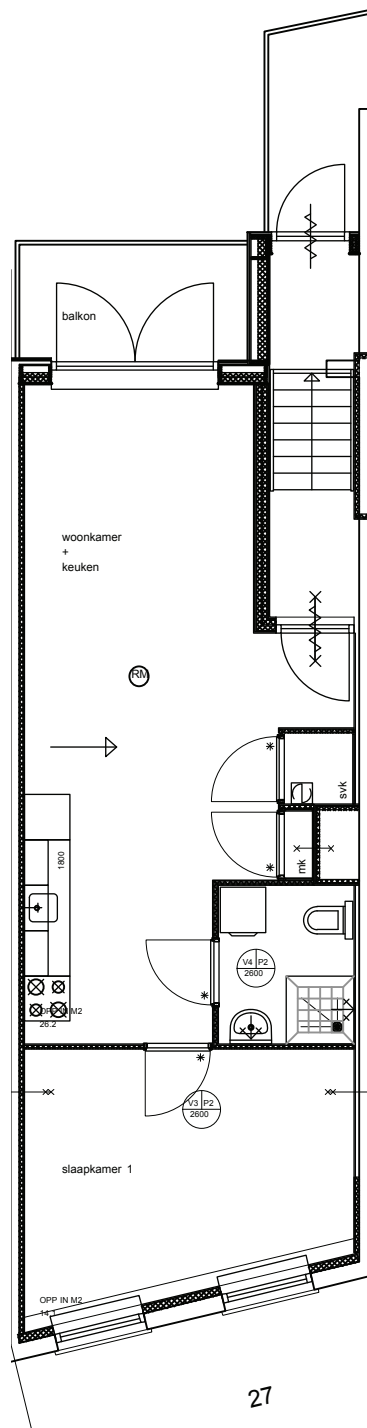 balkon
woonkamer
+
keuken
RM
svk
mk
1800
V4 P2
2600
OPP IN M2
26.2
V3 P2
2600
slaapkamer 1
OPP IN M2
27